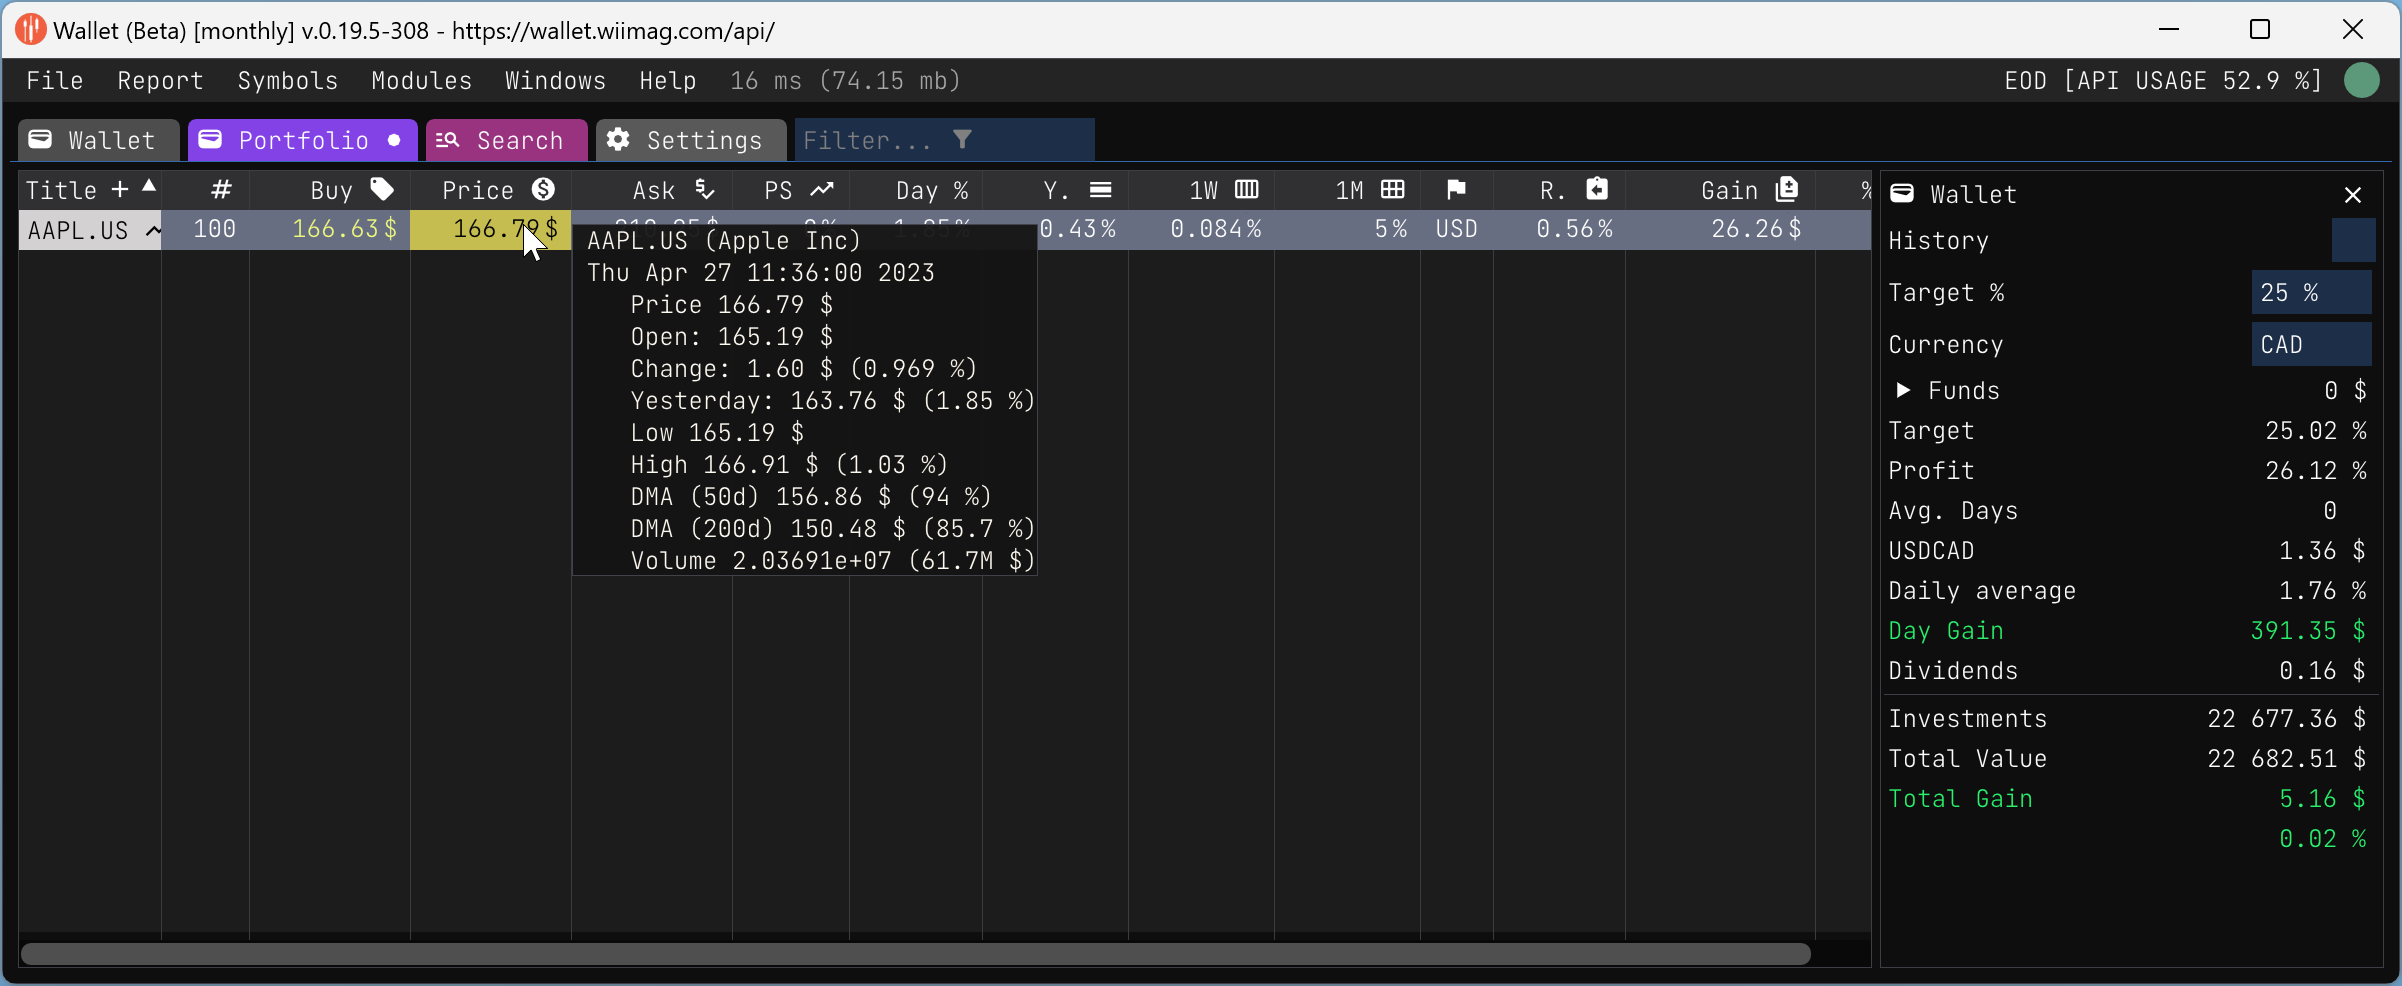 Wallet (Beta) [monthly] v.0.19.5-308 - https://wallet.wiimag.com/api/
File Report Symbols Modules Windows Help 16 ms (74.15 mb) EOD [API USAGE 52.9 %]
Wallet Portfolio Search Settings Filter...
Title + # Buy Price Ask PS Day % Y. 1W 1M R. Gain %
AAPL.US 100 166.63 $ 166.79 $ 1.85% 0.43% 0.084% 5% USD 0.56% 26.26 $
AAPL.US (Apple Inc)
Thu Apr 27 11:36:00 2023
Price 166.79 $
Open: 165.19 $
Change: 1.60 $ (0.969 %)
Yesterday: 163.76 $ (1.85 %)
Low 165.19 $
High 166.91 $ (1.03 %)
DMA (50d) 156.86 $ (94 %)
DMA (200d) 150.48 $ (85.7 %)
Volume 2.03691e+07 (61.7M $)
Wallet
History
Target % 25 %
Currency CAD
Funds 0 $
Target 25.02 %
Profit 26.12 %
Avg. Days 0
USDCAD 1.36 $
Daily average 1.76 %
Day Gain 391.35 $
Dividends 0.16 $
Investments 22 677.36 $
Total Value 22 682.51 $
Total Gain 5.16 $
0.02 %